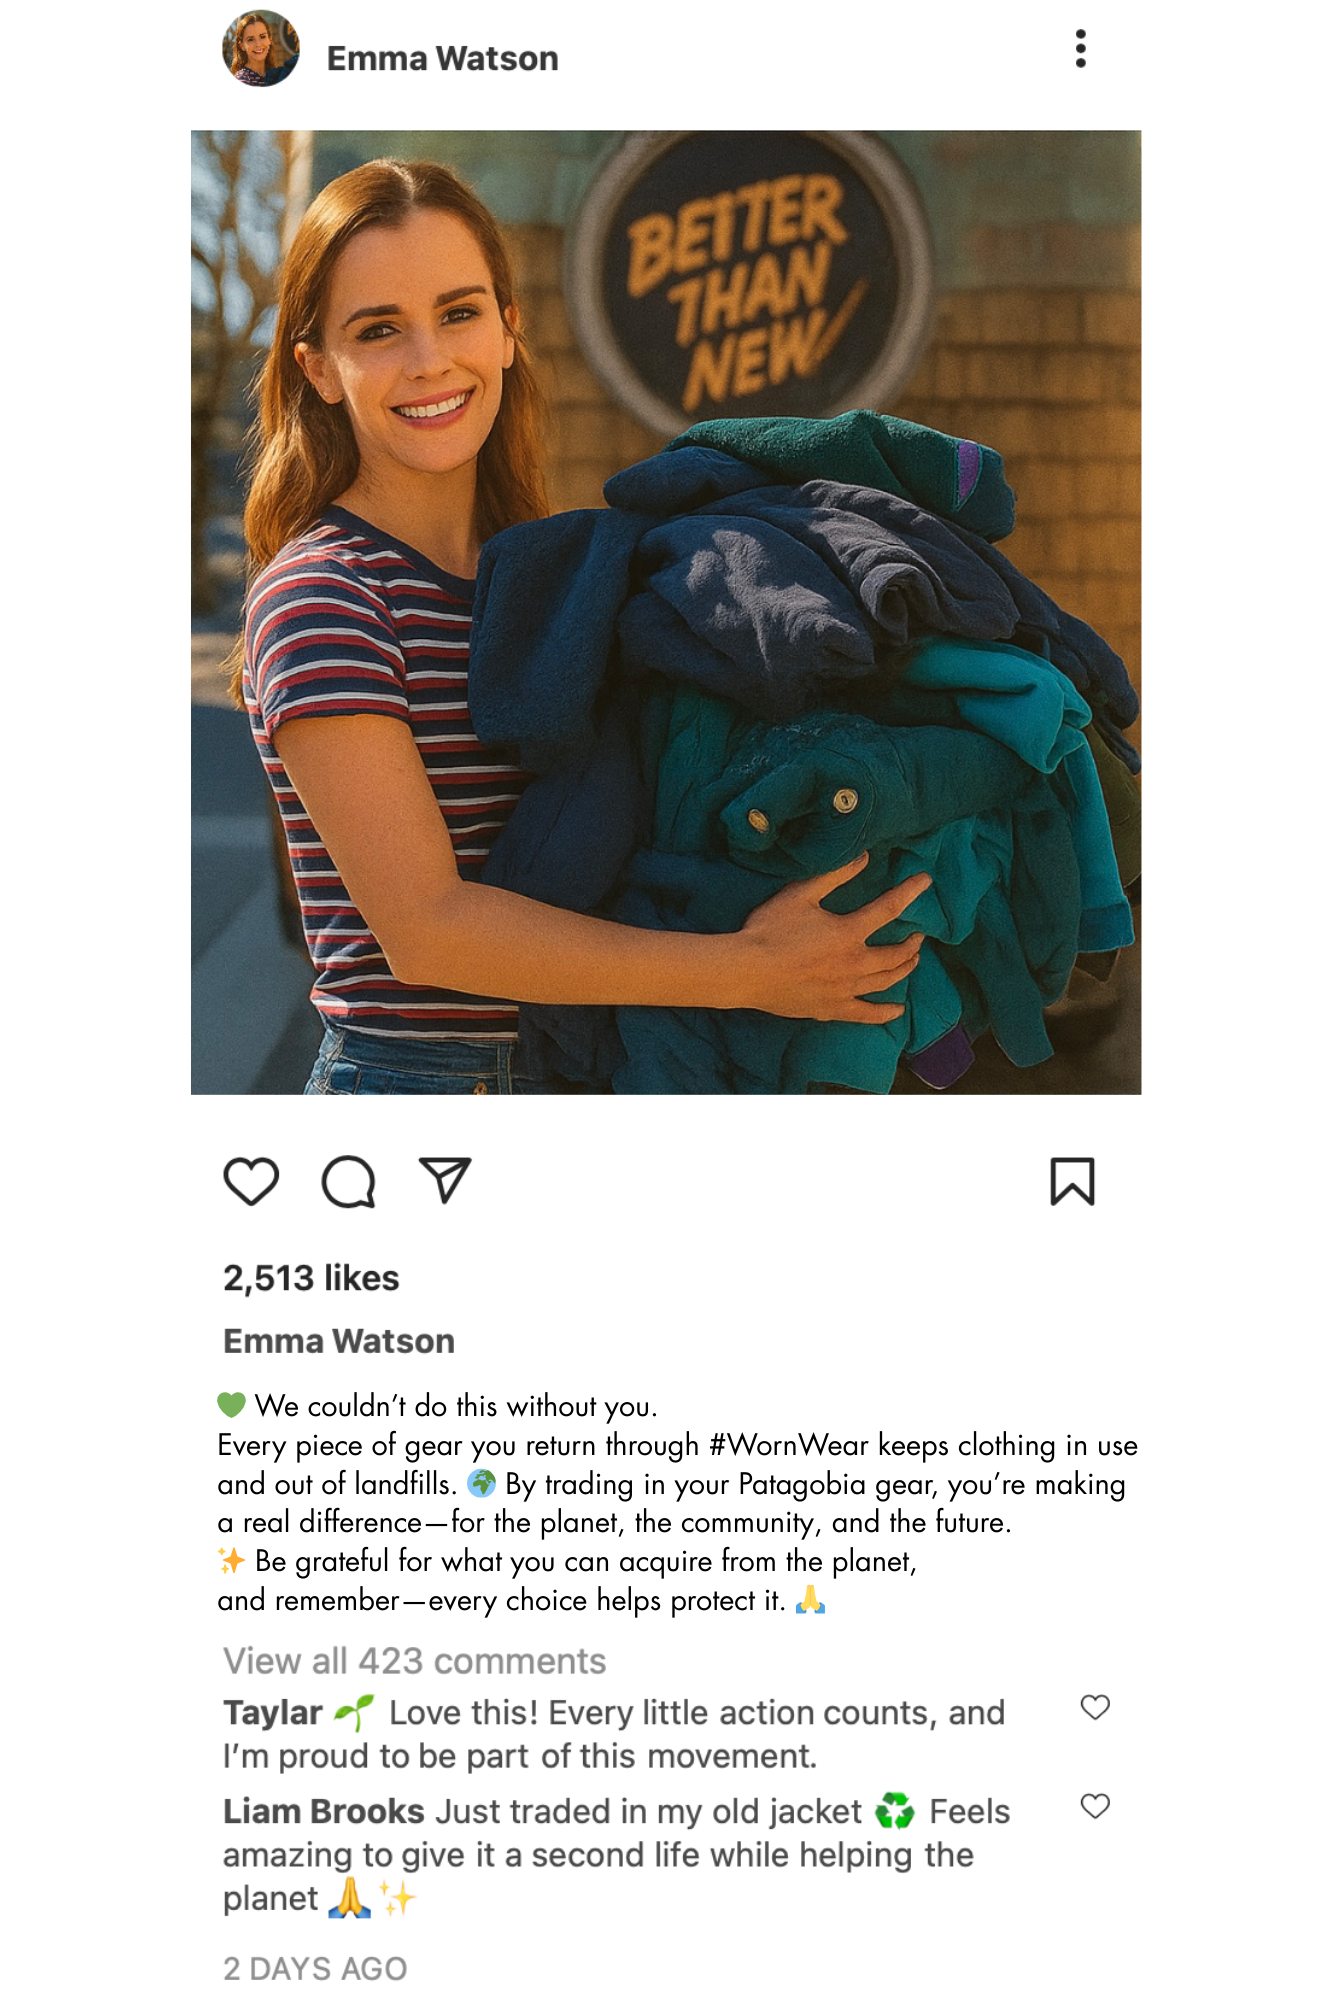 Emma Watson
BETTER
THAN
NEW
2,513 likes
Emma Watson
💚 We couldn’t do this without you.
Every piece of gear you return through #WornWear keeps clothing in use
and out of landfills. 🌍 By trading in your Patagobia gear, you’re making
a real difference—for the planet, the community, and the future.
✨ Be grateful for what you can acquire from the planet,
and remember—every choice helps protect it. 🙏
View all 423 comments
Taylar 🌱 Love this! Every little action counts, and
I’m proud to be part of this movement.
Liam Brooks Just traded in my old jacket ♻️ Feels
amazing to give it a second life while helping the
planet 🙏✨
2 DAYS AGO